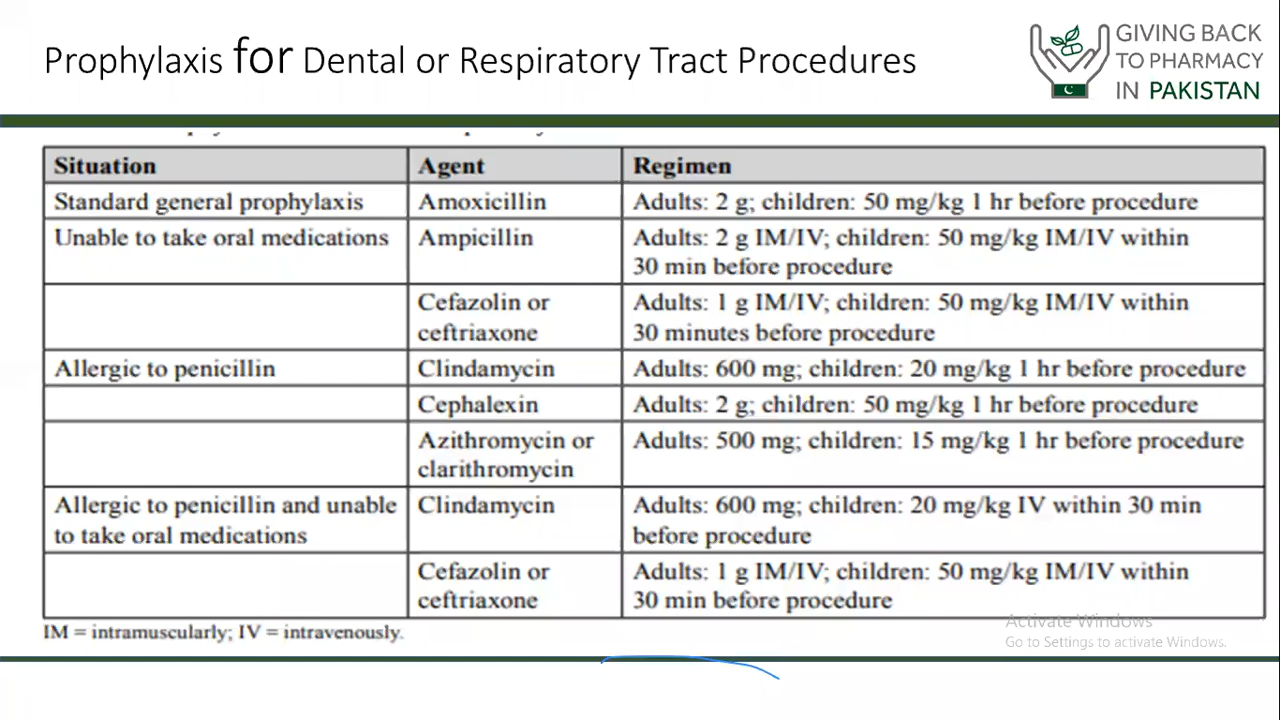 Prophylaxis for Dental or Respiratory Tract Procedures
GIVING BACK
TO PHARMACY
IN PAKISTAN
Situation Agent Regimen
Standard general prophylaxis Amoxicillin Adults: 2 g; children: 50 mg/kg 1 hr before procedure
Unable to take oral medications Ampicillin Adults: 2 g IM/IV; children: 50 mg/kg IM/IV within
30 min before procedure
Cefazolin or Adults: 1 g IM/IV; children: 50 mg/kg IM/IV within
ceftriaxone 30 minutes before procedure
Allergic to penicillin Clindamycin Adults: 600 mg; children: 20 mg/kg 1 hr before procedure
Cephalexin Adults: 2 g; children: 50 mg/kg 1 hr before procedure
Azithromycin or Adults: 500 mg; children: 15 mg/kg 1 hr before procedure
clarithromycin
Allergic to penicillin and unable Clindamycin Adults: 600 mg; children: 20 mg/kg IV within 30 min
to take oral medications before procedure
Cefazolin or Adults: 1 g IM/IV; children: 50 mg/kg IM/IV within
ceftriaxone 30 min before procedure
IM = intramuscularly; IV = intravenously.
Activate Windows
Go to Settings to activate Windows.